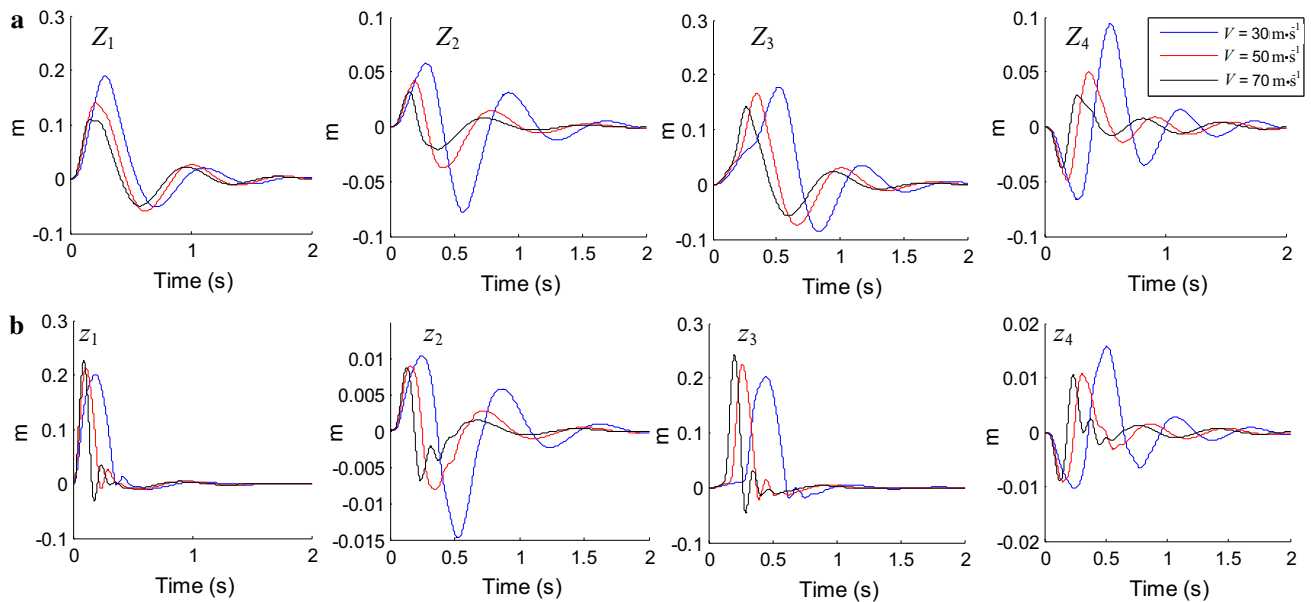 a
Z1
Z2
Z3
Z4
V = 30 m·s-1
V = 50 m·s-1
V = 70 m·s-1
m
0.3
0.2
0.1
0
-0.1
0
1
2
Time (s)
m
0.1
0.05
0
-0.05
-0.1
0
0.5
1
1.5
2
Time (s)
m
0.3
0.2
0.1
0
-0.1
0
0.5
1
1.5
2
Time (s)
m
0.1
0.05
0
-0.05
-0.1
0
1
2
Time (s)
b
z1
z2
z3
z4
m
0.3
0.2
0.1
0
-0.1
0
1
2
Time (s)
m
0.010
0.005
0
-0.005
-0.01
-0.015
0
0.5
1
1.5
2
Time (s)
m
0.3
0.2
0.1
0
-0.1
0
0.5
1
1.5
2
Time (s)
m
0.02
0.01
0
-0.01
-0.02
0
0.5
1
1.5
2
Time (s)